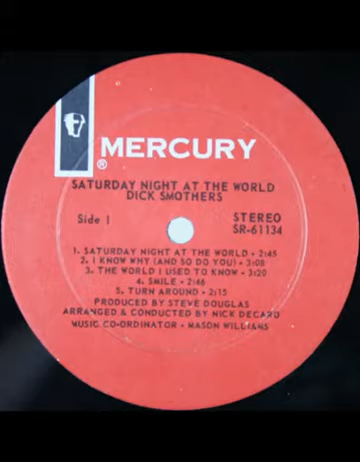 MERCURY
®
SATURDAY NIGHT AT THE WORLD
DICK SMOTHERS
Side 1
STEREO
SR-61134
1. SATURDAY NIGHT AT THE WORLD • 2:45
2. I KNOW WHY (AND SO DO YOU) • 3:08
3. THE WORLD I USED TO KNOW • 3:20
4. SMILE • 2:46
5. TURN AROUND • 2:15
PRODUCED BY STEVE DOUGLAS
ARRANGED & CONDUCTED BY NICK DECARO
MUSIC CO-ORDINATOR • MASON WILLIAMS